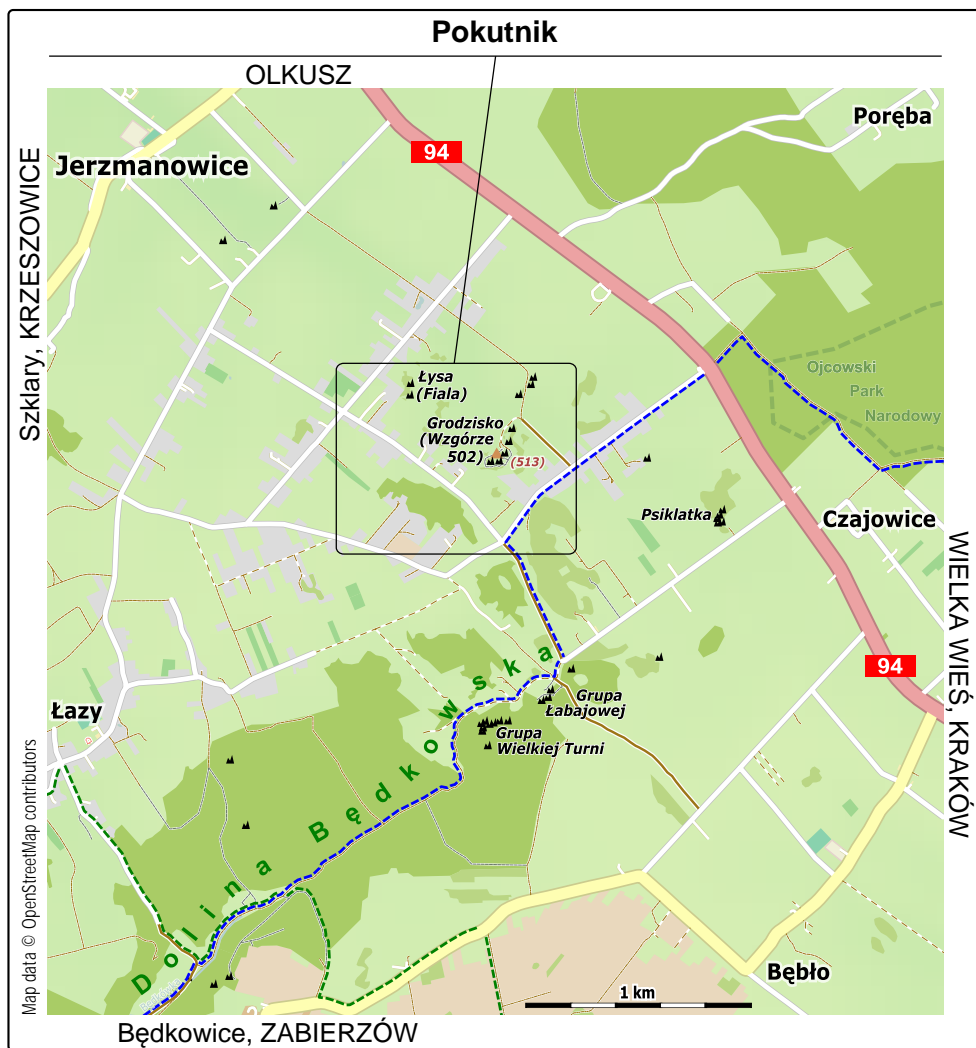 Pokutnik
OLKUSZ
Poręba
94
Jerzmanowice
Szklary, KRZESZOWICE
Łysa
(Fiala)
Ojcowski
Park
Narodowy
Grodzisko
(Wzgórze
502)
(513)
Psiklatka
Czajowice
WIELKA WIEŚ, KRAKÓW
94
Łazy
Grupa
Łabajowej
Grupa
Wielkiej Turni
Dolina Będkowska
Map data © OpenStreetMap contributors
Bębło
1 km
Będkowice, ZABIERZÓW